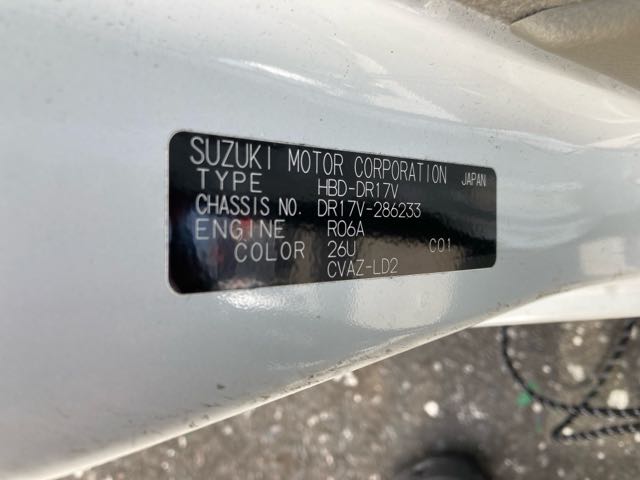 SUZUKI MOTOR CORPORATION JAPAN
TYPE HBD-DR17V
CHASSIS NO. DR17V-286233
ENGINE R06A
COLOR 26U C01
CVAZ-LD2